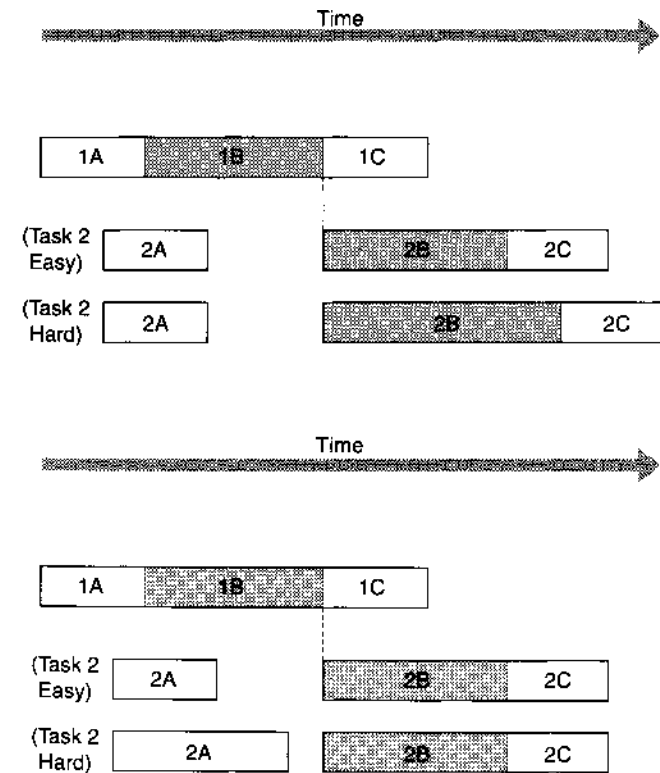 Time
1A 1B 1C
(Task 2
Easy)
2A 2B 2C
(Task 2
Hard)
2A 2B 2C
Time
1A 1B 1C
(Task 2
Easy)
2A 2B 2C
(Task 2
Hard)
2A 2B 2C